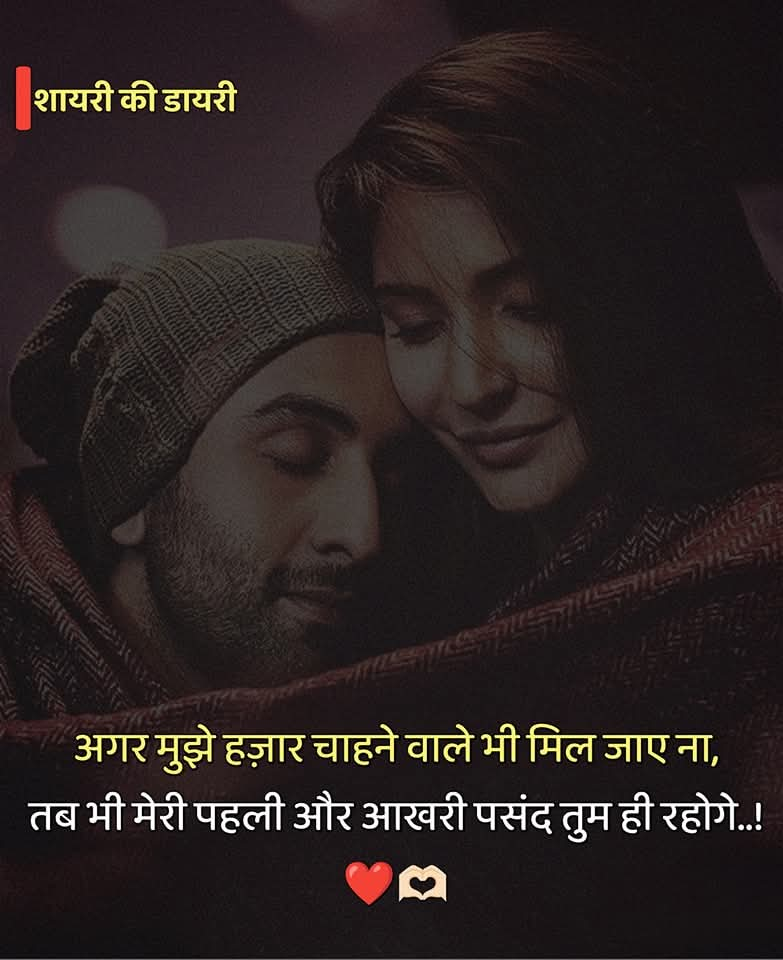 शायरी की डायरी
अगर मुझे हज़ार चाहने वाले भी मिल जाए ना,
तब भी मेरी पहली और आखरी पसंद तुम ही रहोगे..!
❤️🫶🏻